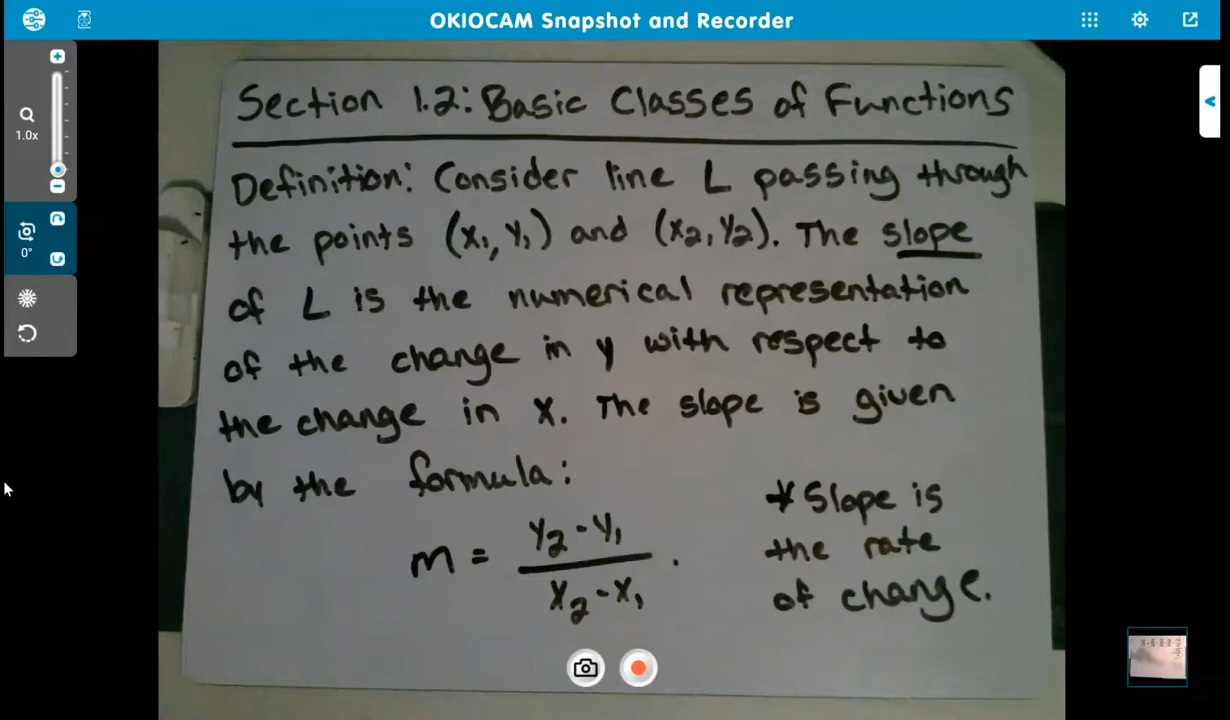 OKIOCAM Snapshot and Recorder
1.0x
0°
Section 1.2: Basic Classes of Functions
Definition: Consider line L passing through
the points (x₁, y₁) and (x₂, y₂). The slope
of L is the numerical representation
of the change in y with respect to
the change in x. The slope is given
by the formula:
m = (y₂ - y₁) / (x₂ - x₁).
* Slope is
the rate
of change.